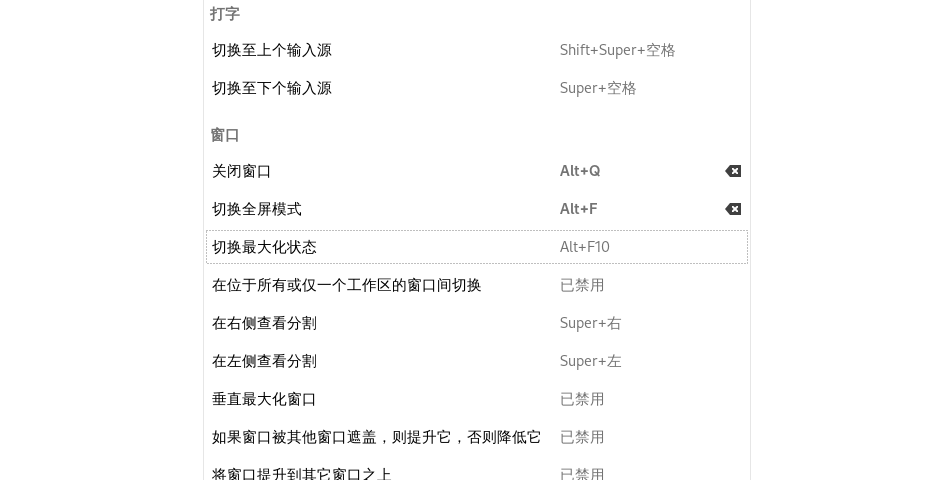 打字
切换至上个输入源 Shift+Super+空格
切换至下个输入源 Super+空格
窗口
关闭窗口 Alt+Q
切换全屏模式 Alt+F
切换最大化状态 Alt+F10
在位于所有或仅一个工作区的窗口间切换 已禁用
在右侧查看分割 Super+右
在左侧查看分割 Super+左
垂直最大化窗口 已禁用
如果窗口被其他窗口遮盖，则提升它，否则降低它 已禁用
将窗口提升到其它窗口之上 已禁用